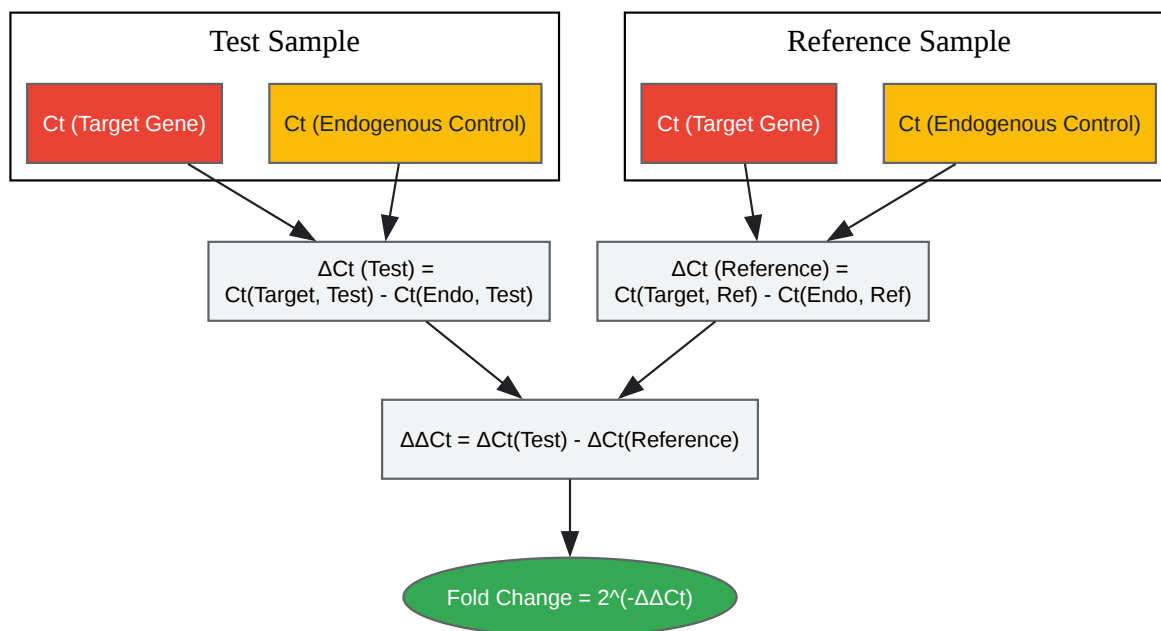 Test Sample
Reference Sample
Ct (Target Gene)
Ct (Endogenous Control)
Ct (Target Gene)
Ct (Endogenous Control)
ΔCt (Test) =
Ct(Target, Test) - Ct(Endo, Test)
ΔCt (Reference) =
Ct(Target, Ref) - Ct(Endo, Ref)
ΔΔCt = ΔCt(Test) - ΔCt(Reference)
Fold Change = 2^(-ΔΔCt)